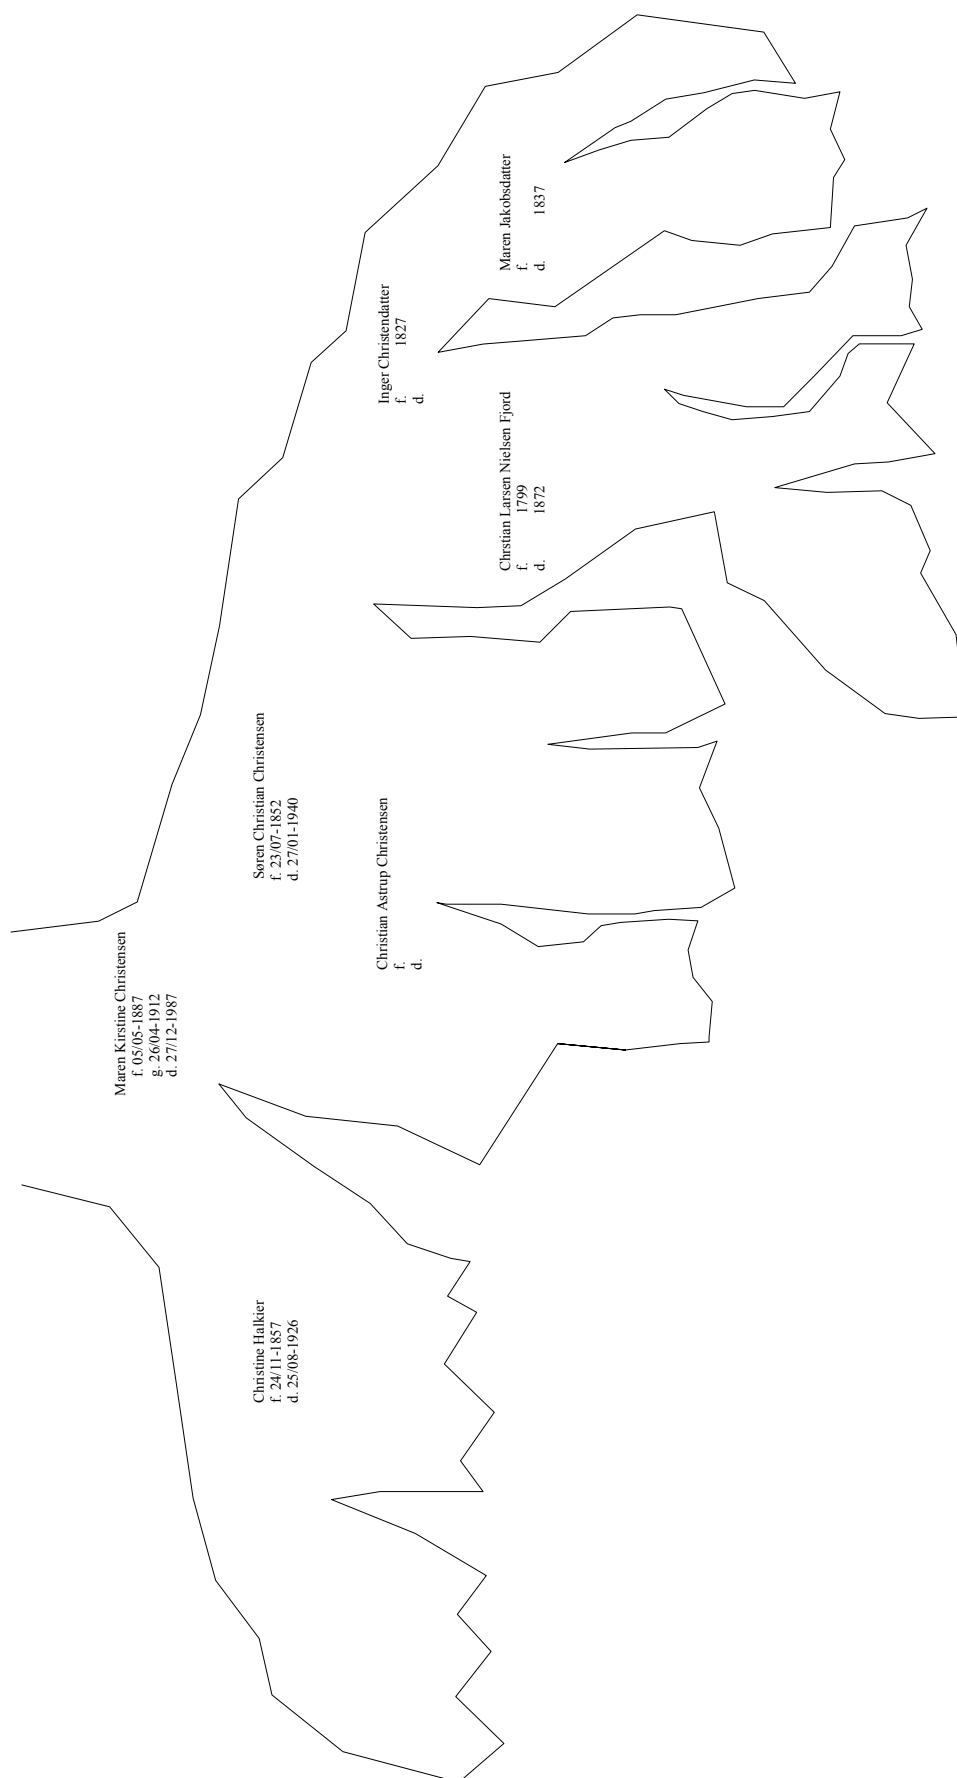 Maren Kirstine Christensen
f. 05/05-1887
g. 26/04-1912
d. 27/12-1987
Christine Halkier
f. 24/11-1857
d. 25/08-1926
Søren Christian Christensen
f. 23/07-1852
d. 27/01-1940
Christian Astrup Christensen
f.
d.
Inger Christendatter
f. 1827
d.
Chrstian Larsen Nielsen Fjord
f. 1799
d. 1872
Maren Jakobsdatter
f.
d. 1837